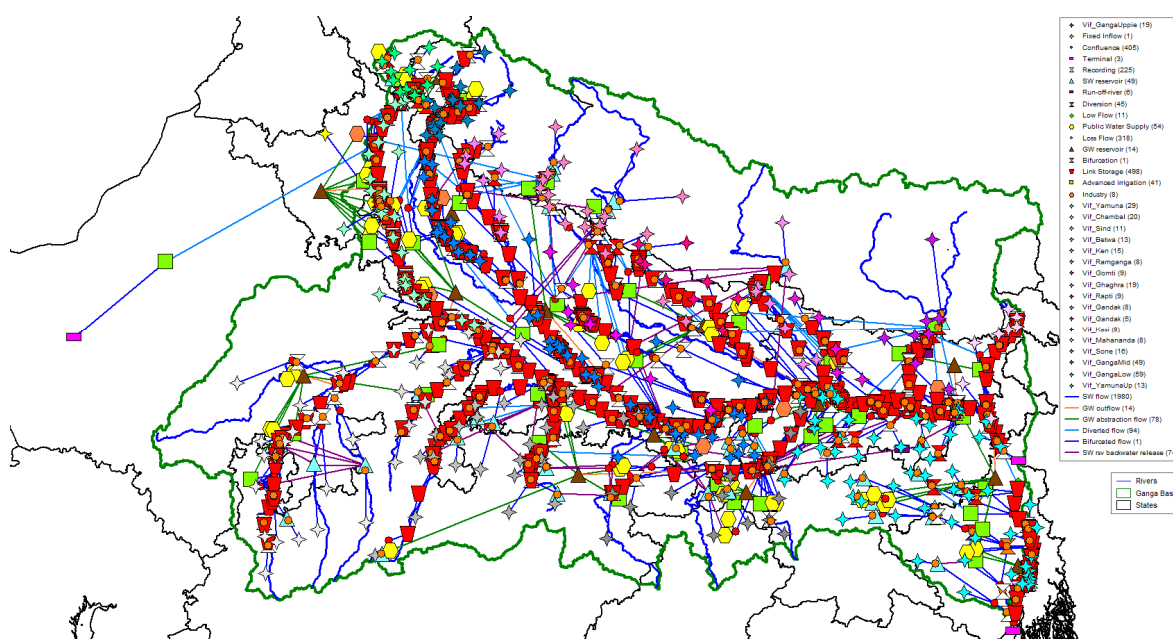 Vif_GangaUppie (19)
Fixed Inflow (1)
Confluence (405)
Terminal (3)
Recording (225)
SW reservoir (49)
Run-off-river (6)
Diversion (45)
Low Flow (11)
Public Water Supply (54)
Loss Flow (318)
GW reservoir (14)
Bifurcation (1)
Link Storage (498)
Advanced irrigation (41)
Industry (8)
Vif_Yamuna (29)
Vif_Chambal (20)
Vif_Sind (11)
Vif_Betwa (13)
Vif_Ken (15)
Vif_Ramganga (8)
Vif_Gomti (9)
Vif_Ghaghra (19)
Vif_Rapti (9)
Vif_Gandak (8)
Vif_Gandak (5)
Vif_Kosi (8)
Vif_Mahananda (8)
Vif_Sone (16)
Vif_GangaMid (49)
Vif_GangaLow (59)
Vif_YamunaUp (13)
SW flow (1980)
GW outflow (14)
GW abstraction flow (78)
Diverted flow (94)
Bifurcated flow (1)
SW rsv backwater release (74
Rivers
Ganga Bas
States